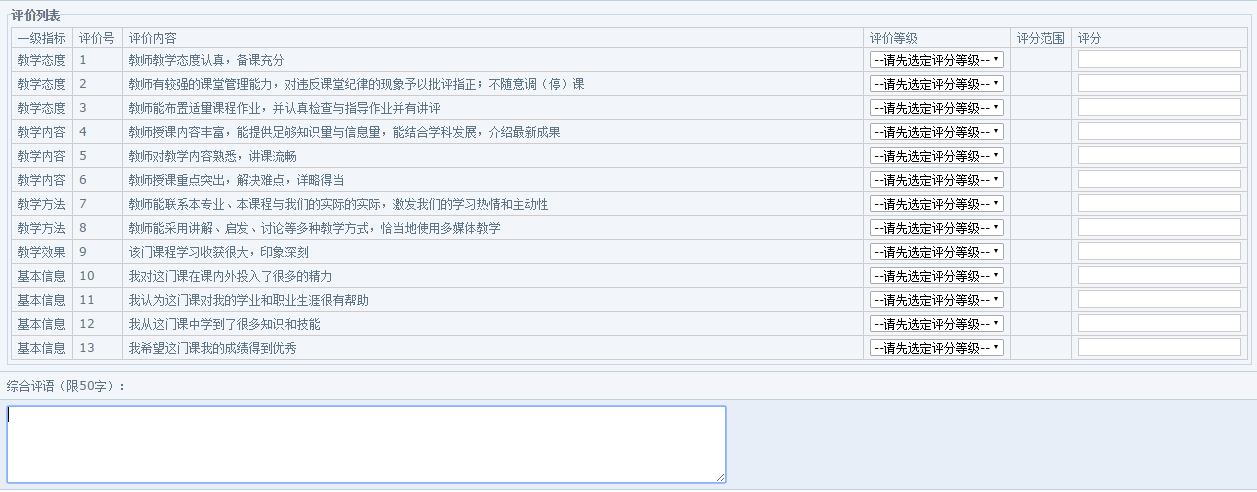 评价列表
一级指标 评价号 评价内容 评价等级 评分范围 评分
教学态度 1 教师教学态度认真，备课充分 --请先选定评分等级--
教学态度 2 教师有较强的课堂管理能力，对违反课堂纪律的现象予以批评指正；不随意调（停）课 --请先选定评分等级--
教学态度 3 教师能布置适量课程作业，并认真检查与指导作业并有讲评 --请先选定评分等级--
教学内容 4 教师授课内容丰富，能提供足够知识量与信息量，能结合学科发展，介绍最新成果 --请先选定评分等级--
教学内容 5 教师对教学内容熟悉，讲课流畅 --请先选定评分等级--
教学内容 6 教师授课重点突出，解决难点，详略得当 --请先选定评分等级--
教学方法 7 教师能联系本专业、本课程与我们的实际的实际，激发我们的学习热情和主动性 --请先选定评分等级--
教学方法 8 教师能采用讲解、启发、讨论等多种教学方式，恰当地使用多媒体教学 --请先选定评分等级--
教学效果 9 该门课程学习收获很大，印象深刻 --请先选定评分等级--
基本信息 10 我对这门课在课内外投入了很多的精力 --请先选定评分等级--
基本信息 11 我认为这门课对我的学业和职业生涯很有帮助 --请先选定评分等级--
基本信息 12 我从这门课中学到了很多知识和技能 --请先选定评分等级--
基本信息 13 我希望这门课我的成绩得到优秀 --请先选定评分等级--
综合评语（限50字）：